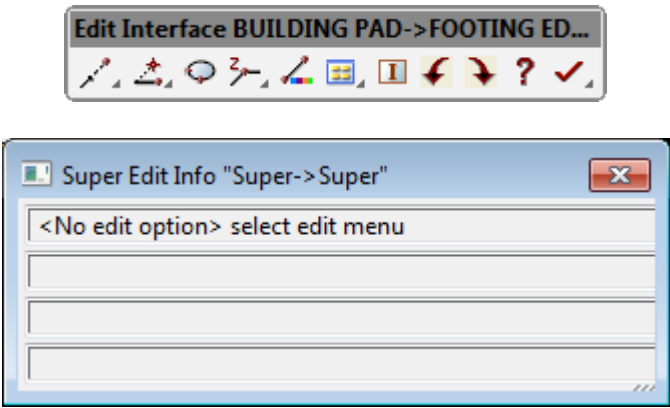 Edit Interface BUILDING PAD->FOOTING ED...
Z
I
?
Super Edit Info "Super->Super"
<No edit option> select edit menu